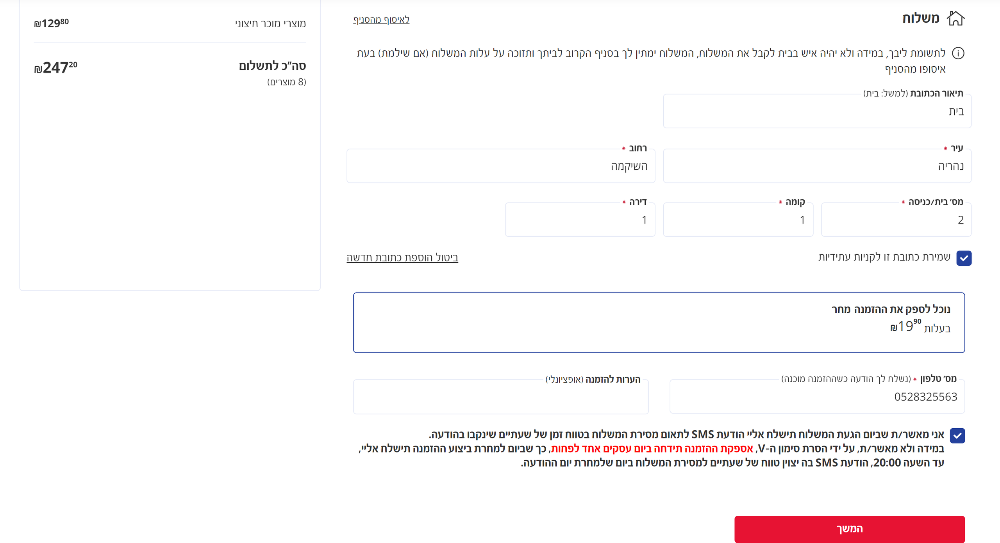 משלוח
לאיסוף מהסניף
לתשומת ליבך, במידה ולא יהיה איש בבית לקבל את המשלוח, המשלוח ימתין לך בסניף הקרוב לביתך ותזוכה על עלות המשלוח (אם שילמת) בעת
איסופו מהסניף
תיאור הכתובת (למשל: בית)
בית
עיר *
נהריה
רחוב *
השיקמה
מס' בית/כניסה *
2
קומה *
1
דירה *
1
שמירת כתובת זו לקניות עתידיות
ביטול הוספת כתובת חדשה
נוכל לספק את ההזמנה מחר
בעלות 19.90₪
מס' טלפון * (נשלח לך הודעה כשההזמנה מוכנה)
0528325563
הערות להזמנה (אופציונלי)
אני מאשר/ת שביום הגעת המשלוח תישלח אליי הודעת SMS לתאום מסירת המשלוח בטווח זמן של שעתיים שינקבו בהודעה.
במידה ולא מאשר/ת, על ידי הסרת סימון ה-V, אספקת ההזמנה תידחה ביום עסקים אחד לפחות, כך שביום למחרת ביצוע ההזמנה תישלח אליי,
עד השעה 20:00, הודעת SMS בה יצוין טווח של שעתיים למסירת המשלוח ביום שלמחרת יום ההודעה.
המשך
מוצרי מוכר חיצוני
129.80₪
סה"כ לתשלום
247.20₪
(8 מוצרים)